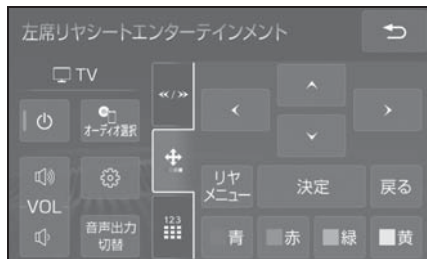 左席リヤシートエンターテインメント
TV
オーディオ選択
VOL
音声出力
切替
≪/≫
123
リヤ
メニュー
決定
戻る
青
赤
緑
黄